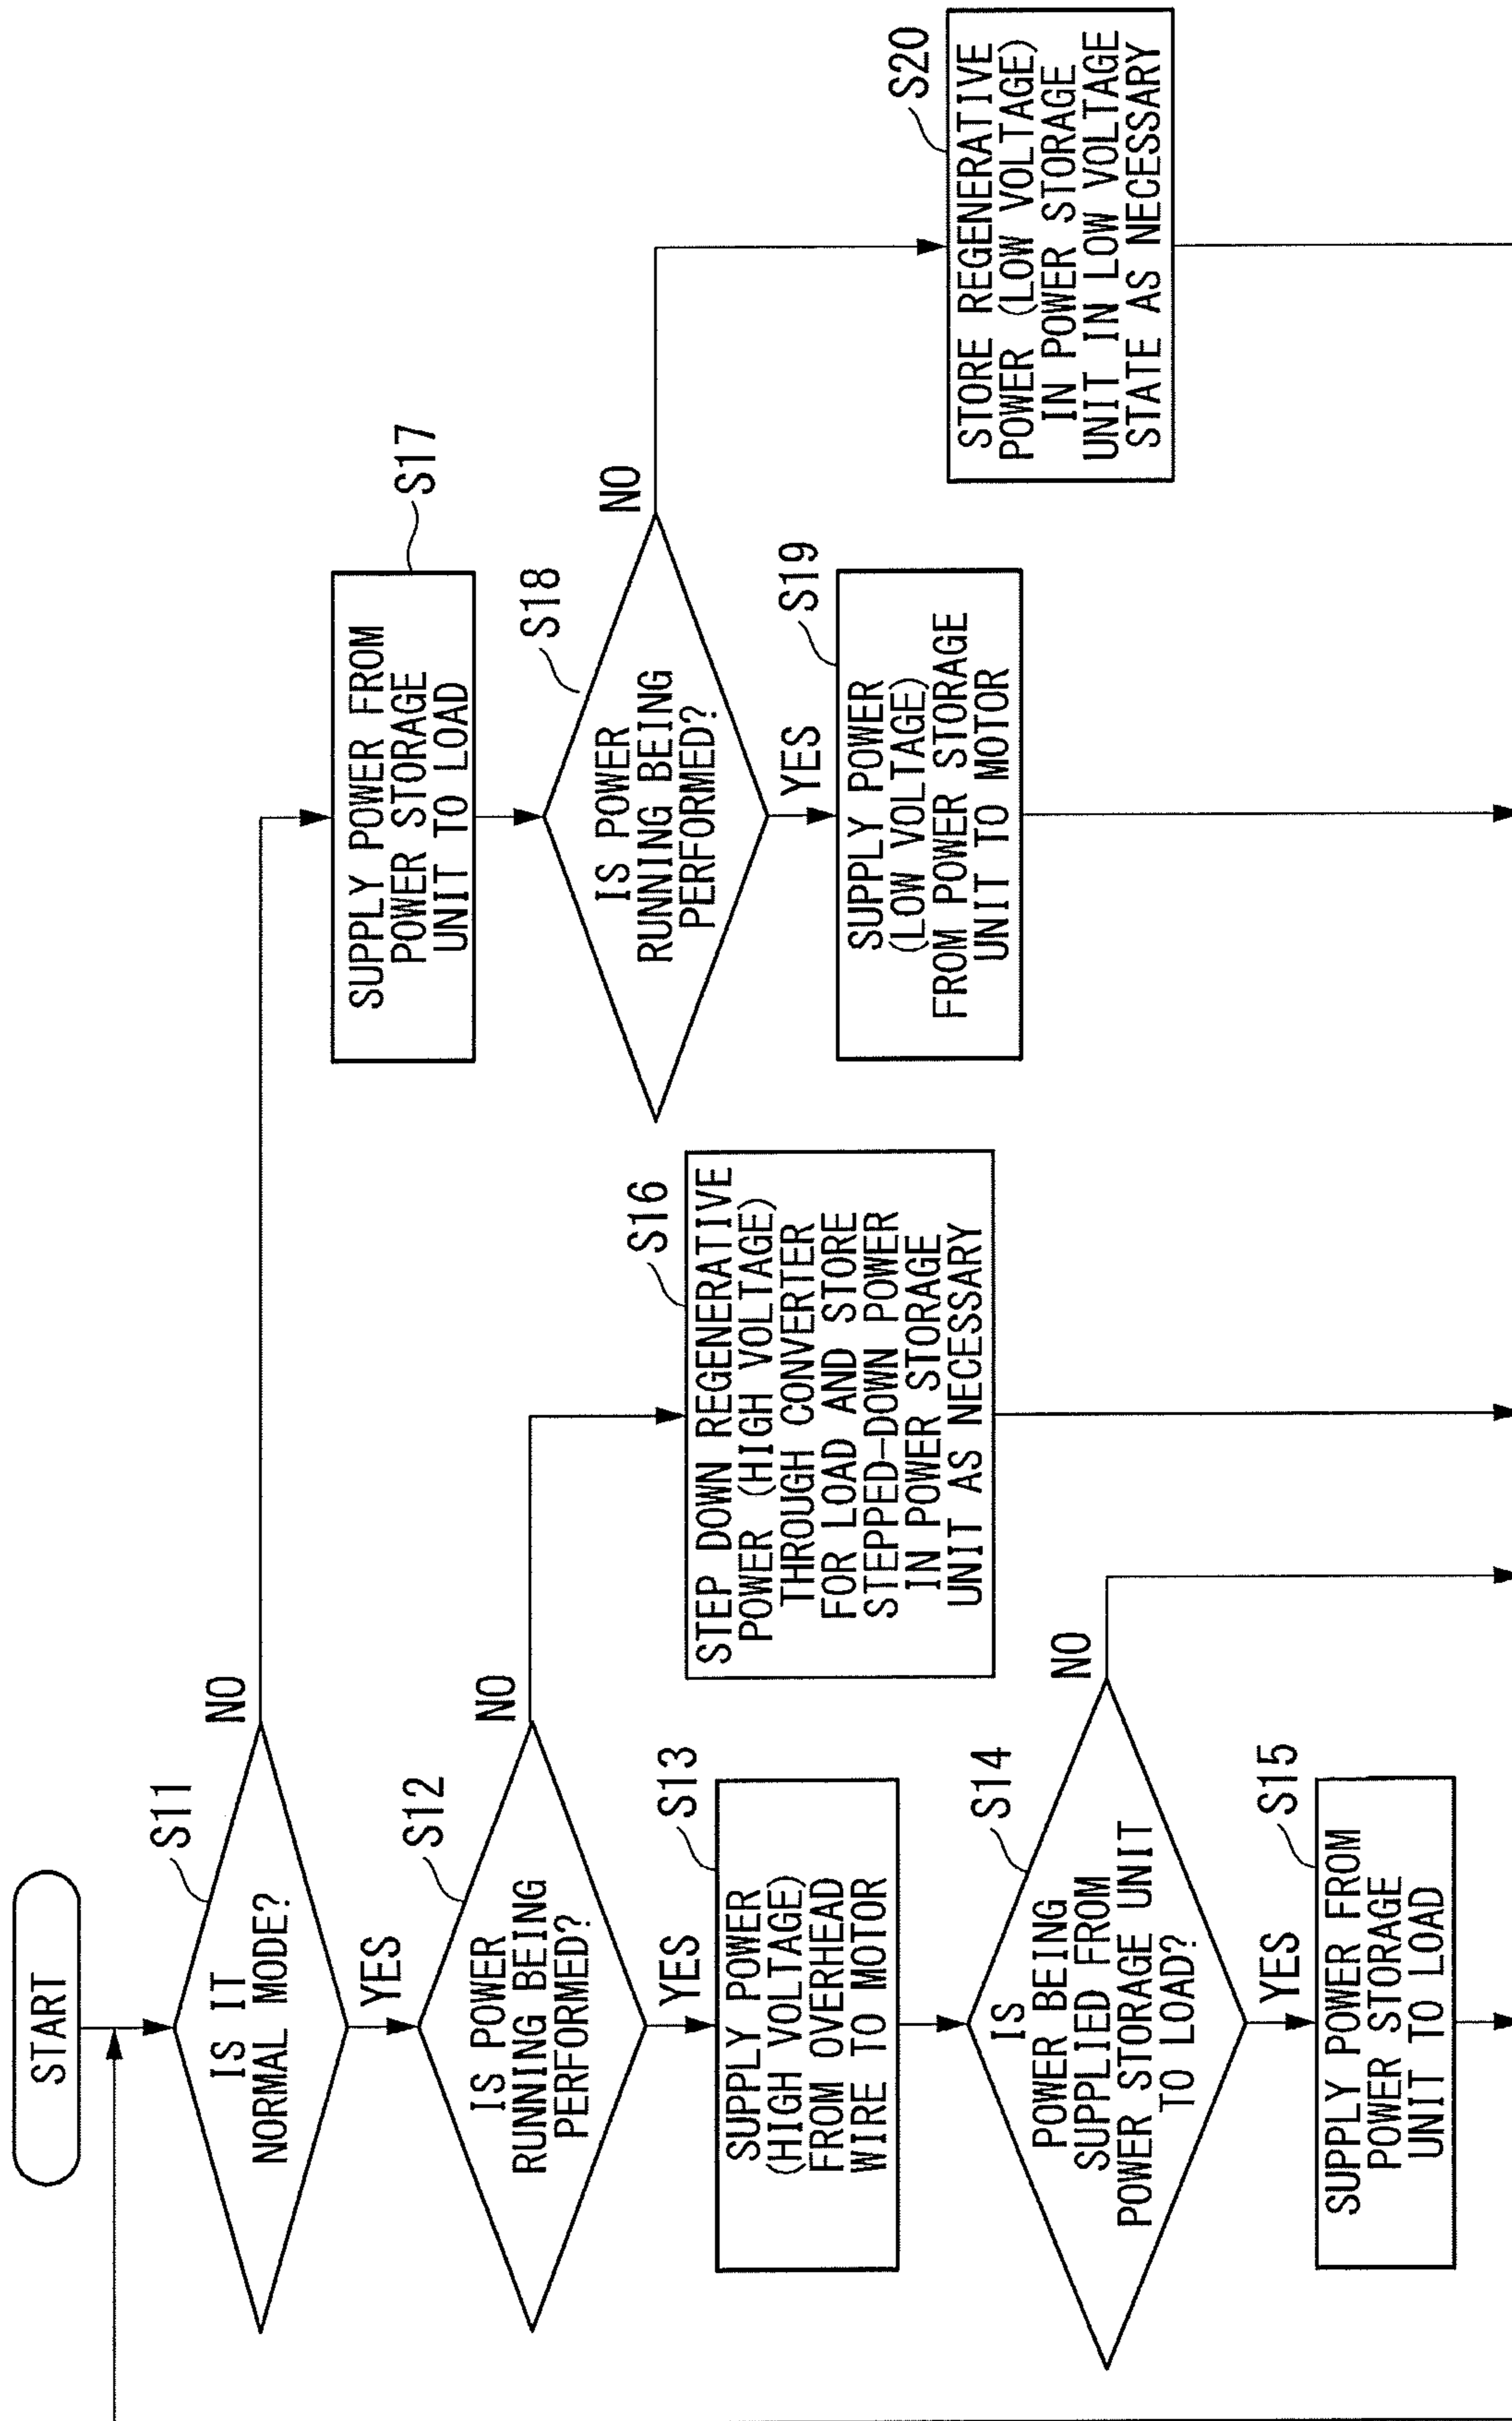 START
S11
IS IT
NORMAL MODE?
NO
YES
S12
IS POWER
RUNNING BEING
PERFORMED?
NO
YES
S13
SUPPLY POWER
(HIGH VOLTAGE)
FROM OVERHEAD
WIRE TO MOTOR
S14
IS
POWER BEING
SUPPLIED FROM
POWER STORAGE UNIT
TO LOAD?
NO
YES
S15
SUPPLY POWER FROM
POWER STORAGE
UNIT TO LOAD
S16
STEP DOWN REGENERATIVE
POWER (HIGH VOLTAGE)
THROUGH CONVERTER
FOR LOAD AND STORE
STEPPED-DOWN POWER
IN POWER STORAGE
UNIT AS NECESSARY
S17
SUPPLY POWER FROM
POWER STORAGE
UNIT TO LOAD
S18
IS POWER
RUNNING BEING
PERFORMED?
NO
YES
S19
SUPPLY POWER
(LOW VOLTAGE)
FROM POWER STORAGE
UNIT TO MOTOR
S20
STORE REGENERATIVE
POWER (LOW VOLTAGE)
IN POWER STORAGE
UNIT IN LOW VOLTAGE
STATE AS NECESSARY